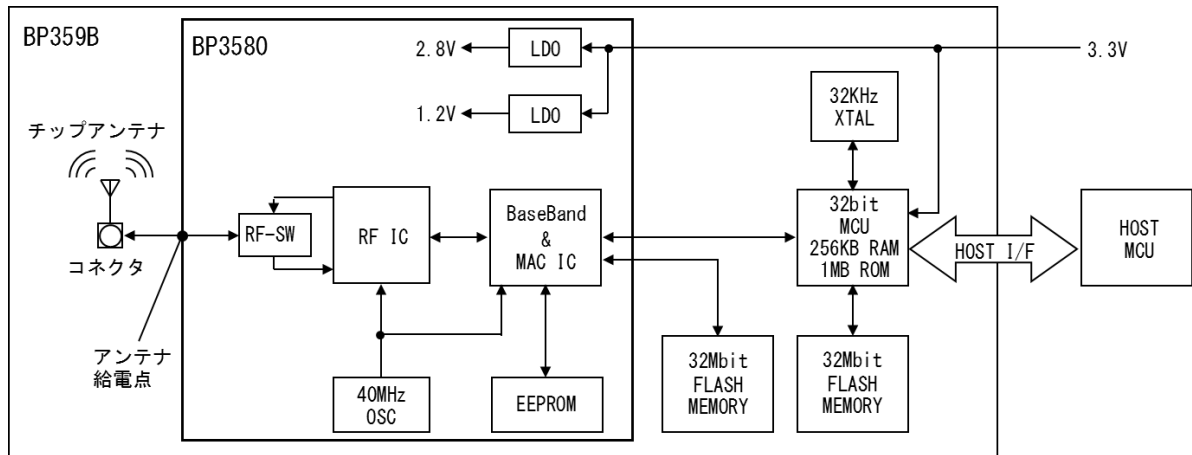 BP359B
BP3580
2.8V
LDO
3.3V
1.2V
LDO
32KHz
XTAL
チップアンテナ
コネクタ
RF-SW
RF IC
BaseBand
&
MAC IC
32bit
MCU
256KB RAM
1MB ROM
HOST I/F
HOST
MCU
アンテナ
給電点
40MHz
OSC
EEPROM
32Mbit
FLASH
MEMORY
32Mbit
FLASH
MEMORY